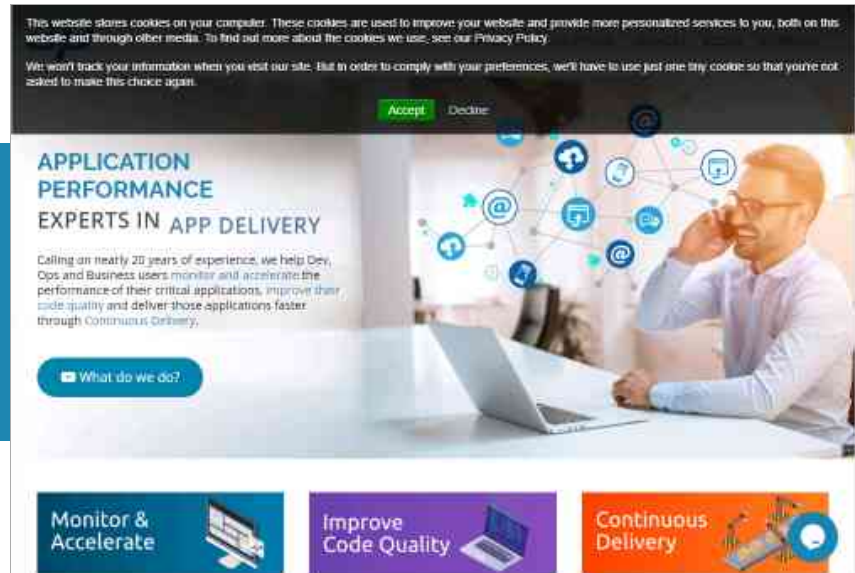 This website stores cookies on your computer. These cookies are used to improve your website and provide more personalized services to you, both on this
website and through other media. To find out more about the cookies we use, see our Privacy Policy.
We won't track your information when you visit our site. But in order to comply with your preferences, we'll have to use just one tiny cookie so that you're not
asked to make this choice again.
Accept Decline
APPLICATION
PERFORMANCE
EXPERTS IN APP DELIVERY
Calling on nearly 20 years of experience, we help Dev,
Ops and Business users monitor and accelerate the
performance of their critical applications, improve their
code quality and deliver those applications faster
through Continuous Delivery.
What do we do?
Monitor &
Accelerate
Improve
Code Quality
Continuous
Delivery